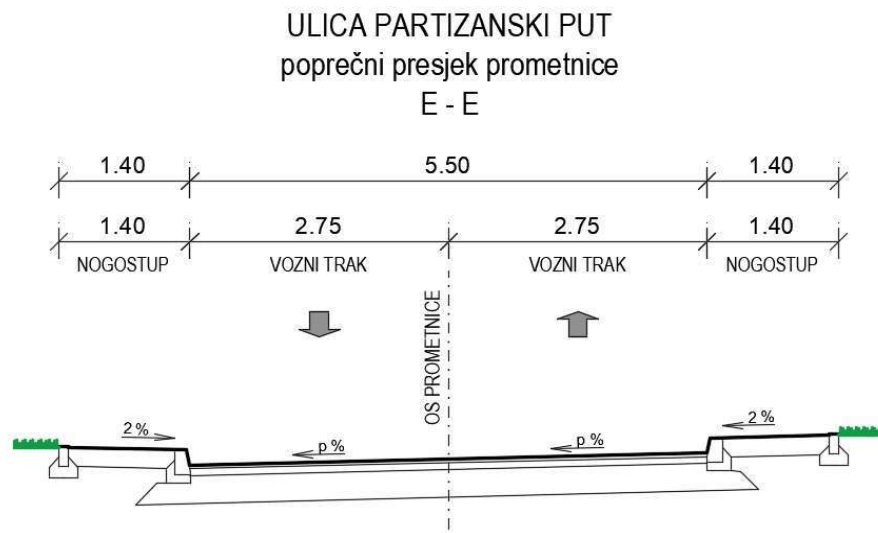 ULICA PARTIZANSKI PUT
poprečni presjek prometnice
E - E
1.40 5.50 1.40
1.40 2.75 2.75 1.40
NOGOSTUP VOZNI TRAK VOZNI TRAK NOGOSTUP
OS PROMETNICE
2 % p % p % 2 %